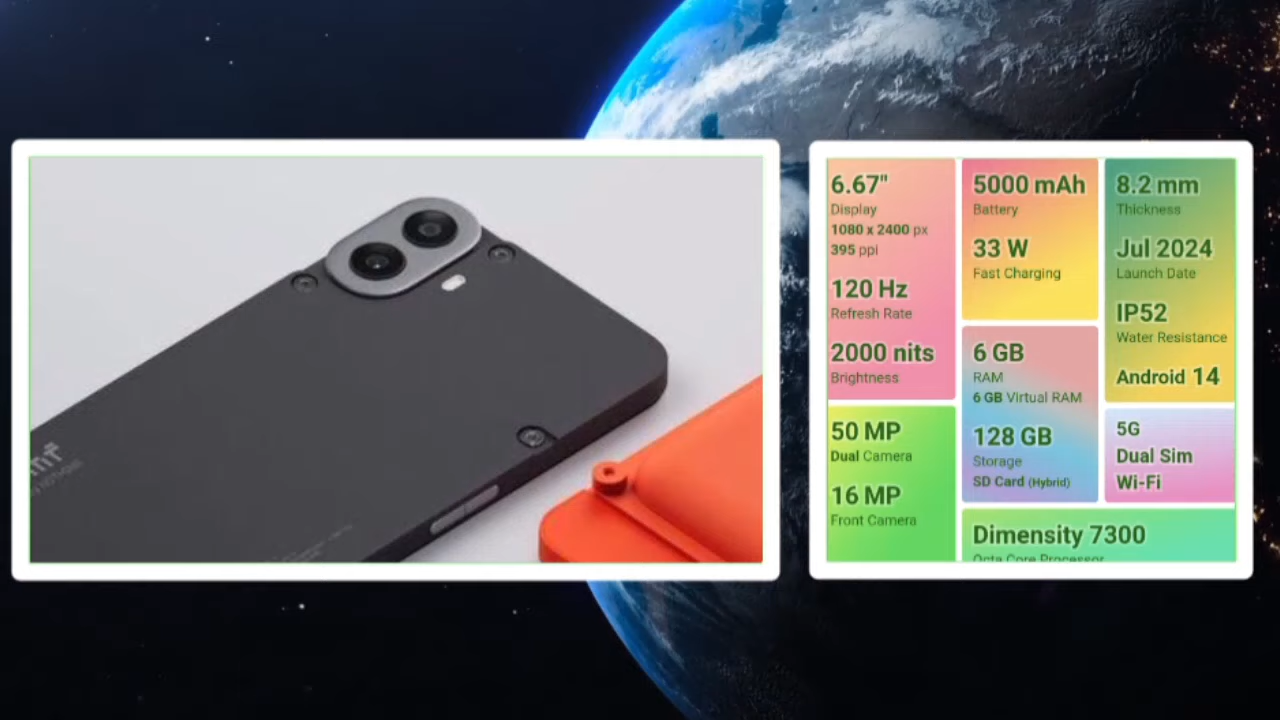 6.67"
Display
1080 x 2400 px
395 ppi
120 Hz
Refresh Rate
2000 nits
Brightness
50 MP
Dual Camera
16 MP
Front Camera
5000 mAh
Battery
33 W
Fast Charging
6 GB
RAM
6 GB Virtual RAM
128 GB
Storage
SD Card (Hybrid)
8.2 mm
Thickness
Jul 2024
Launch Date
IP52
Water Resistance
Android 14
5G
Dual Sim
Wi-Fi
Dimensity 7300
Octa Core Processor